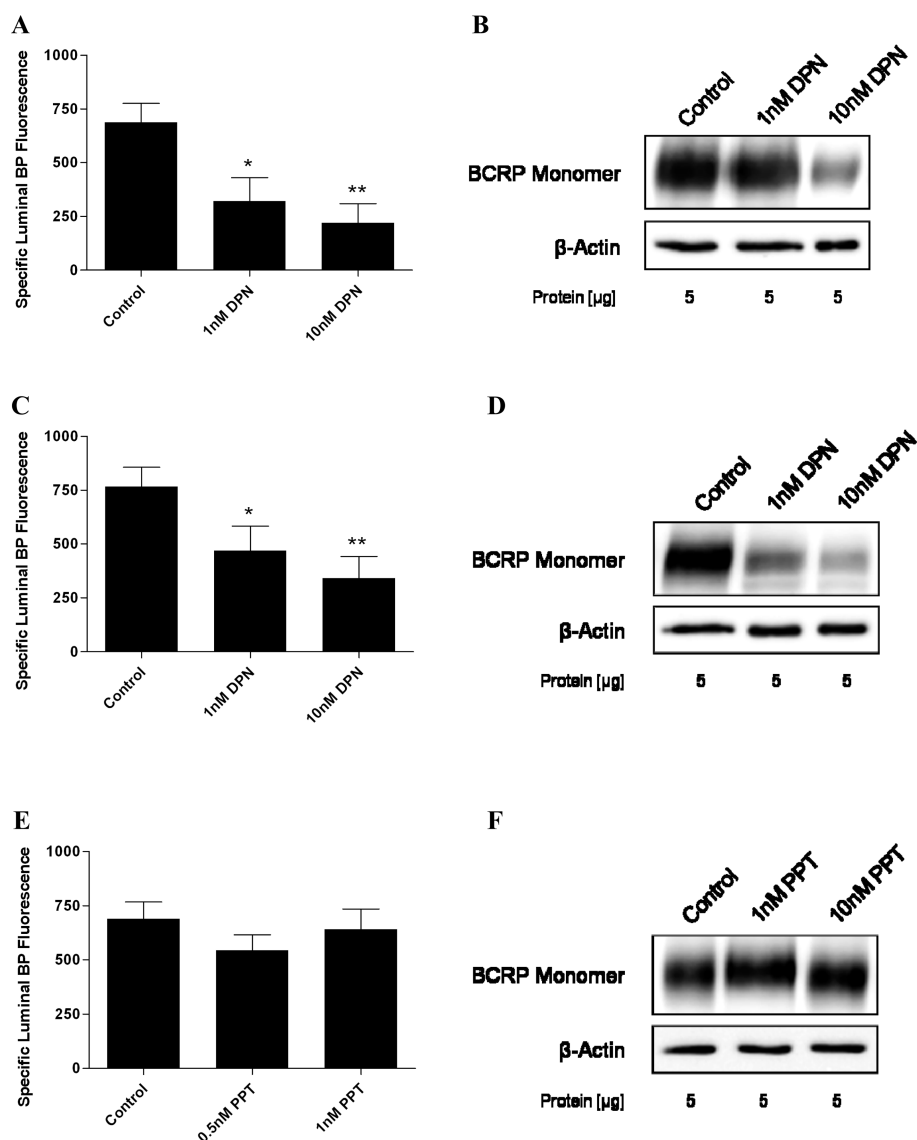 A
Specific Luminal BP Fluorescence
1000
750
500
250
0
*
**
Control
1nM DPN
10nM DPN
B
Control
1nM DPN
10nM DPN
BCRP Monomer
β-Actin
Protein [µg]
5 5 5
C
Specific Luminal BP Fluorescence
1000
750
500
250
0
*
**
Control
1nM DPN
10nM DPN
D
Control
1nM DPN
10nM DPN
BCRP Monomer
β-Actin
Protein [µg]
5 5 5
E
Specific Luminal BP Fluorescence
1000
750
500
250
0
Control
0.5nM PPT
1nM PPT
F
Control
1nM PPT
10nM PPT
BCRP Monomer
β-Actin
Protein [µg]
5 5 5